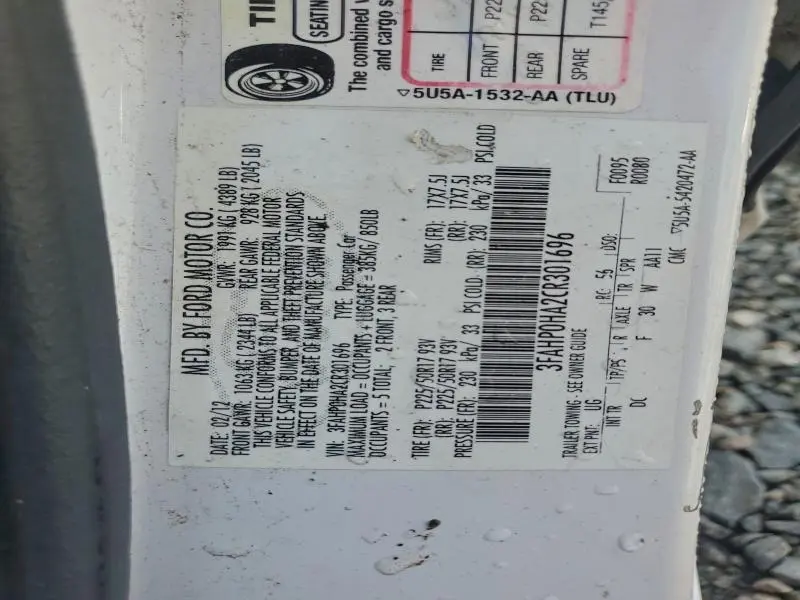 TIR
SEATING
The combined w
and cargo s
TIRE
FRONT P22
REAR P22
SPARE T145
5U5A-1532-AA (TLU)
MFD. BY FORD MOTOR CO.
DATE: 02/12 GVWR: 1991 KG ( 4389 LB)
FRONT GAWR: 1063 KG ( 2344 LB) REAR GAWR: 928 KG ( 2045 LB)
THIS VEHICLE CONFORMS TO ALL APPLICABLE FEDERAL MOTOR
VEHICLE SAFETY, BUMPER, AND THEFT PREVENTION STANDARDS
IN EFFECT ON THE DATE OF MANUFACTURE SHOWN ABOVE
VIN: 3FAHP0HA2CR301696 TYPE: Passenger Car
MAXIMUM LOAD = OCCUPANTS + LUGGAGE = 385KG/ 850LB
OCCUPANTS = 5 TOTAL; 2 FRONT, 3 REAR
TIRE (FR): P225/50R17 93V RIMS (FR): 17X7.5J
(RR): P225/50R17 93V (RR): 17X7.5J
PRESSURE (FR): 230 kPa/ 33 PSI COLD (RR): 230 kPa/ 33 PSI,COLD
3FAHP0HA2CR301696
TRAILER TOWING - SEE OWNER GUIDE
EXT PNT: UG RC: 56 DSO: F0095
R0080
INT TR TP/PS R AXLE TR SPR
DC F 30 W AA11
CMC 5U5A-5420472-AA